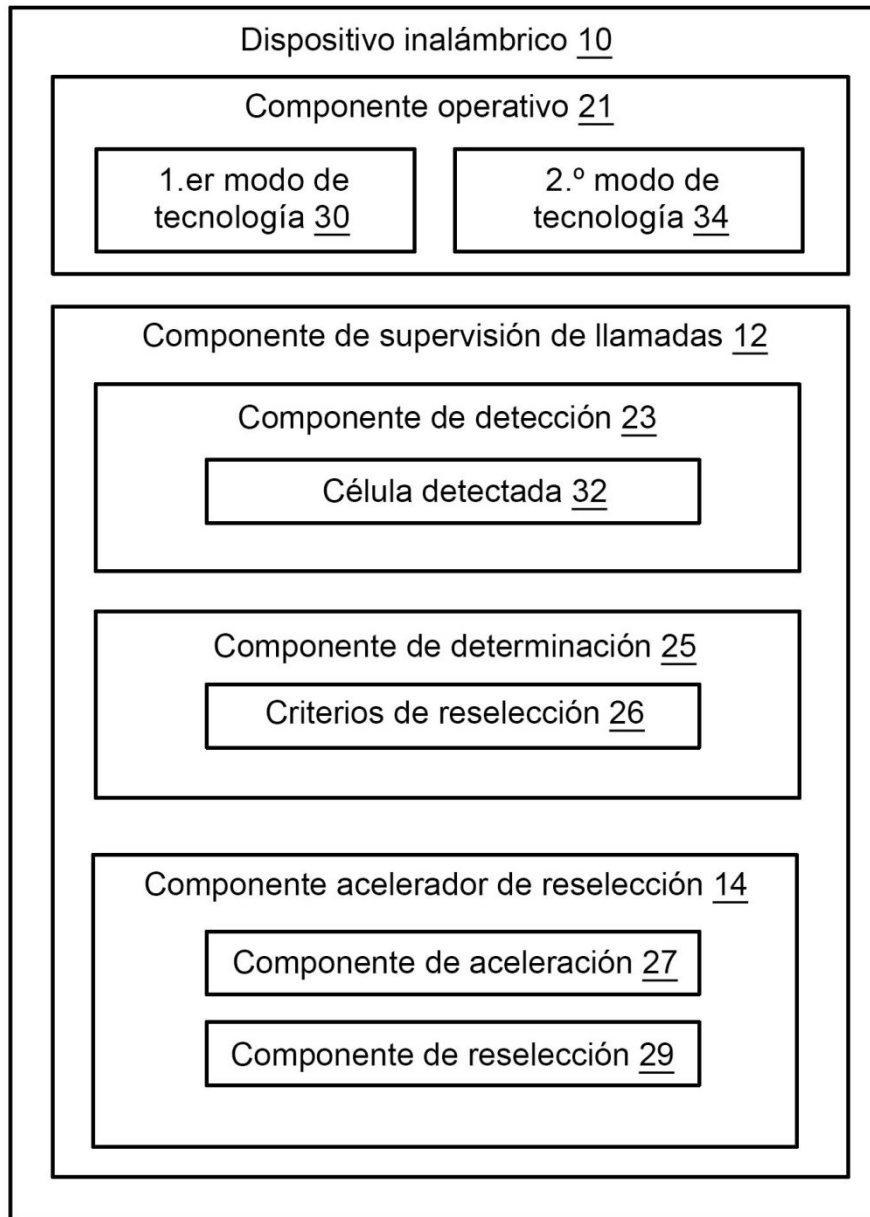 Dispositivo inalámbrico 10
Componente operativo 21
1.er modo de
tecnología 30
2.º modo de
tecnología 34
Componente de supervisión de llamadas 12
Componente de detección 23
Célula detectada 32
Componente de determinación 25
Criterios de reselección 26
Componente acelerador de reselección 14
Componente de aceleración 27
Componente de reselección 29